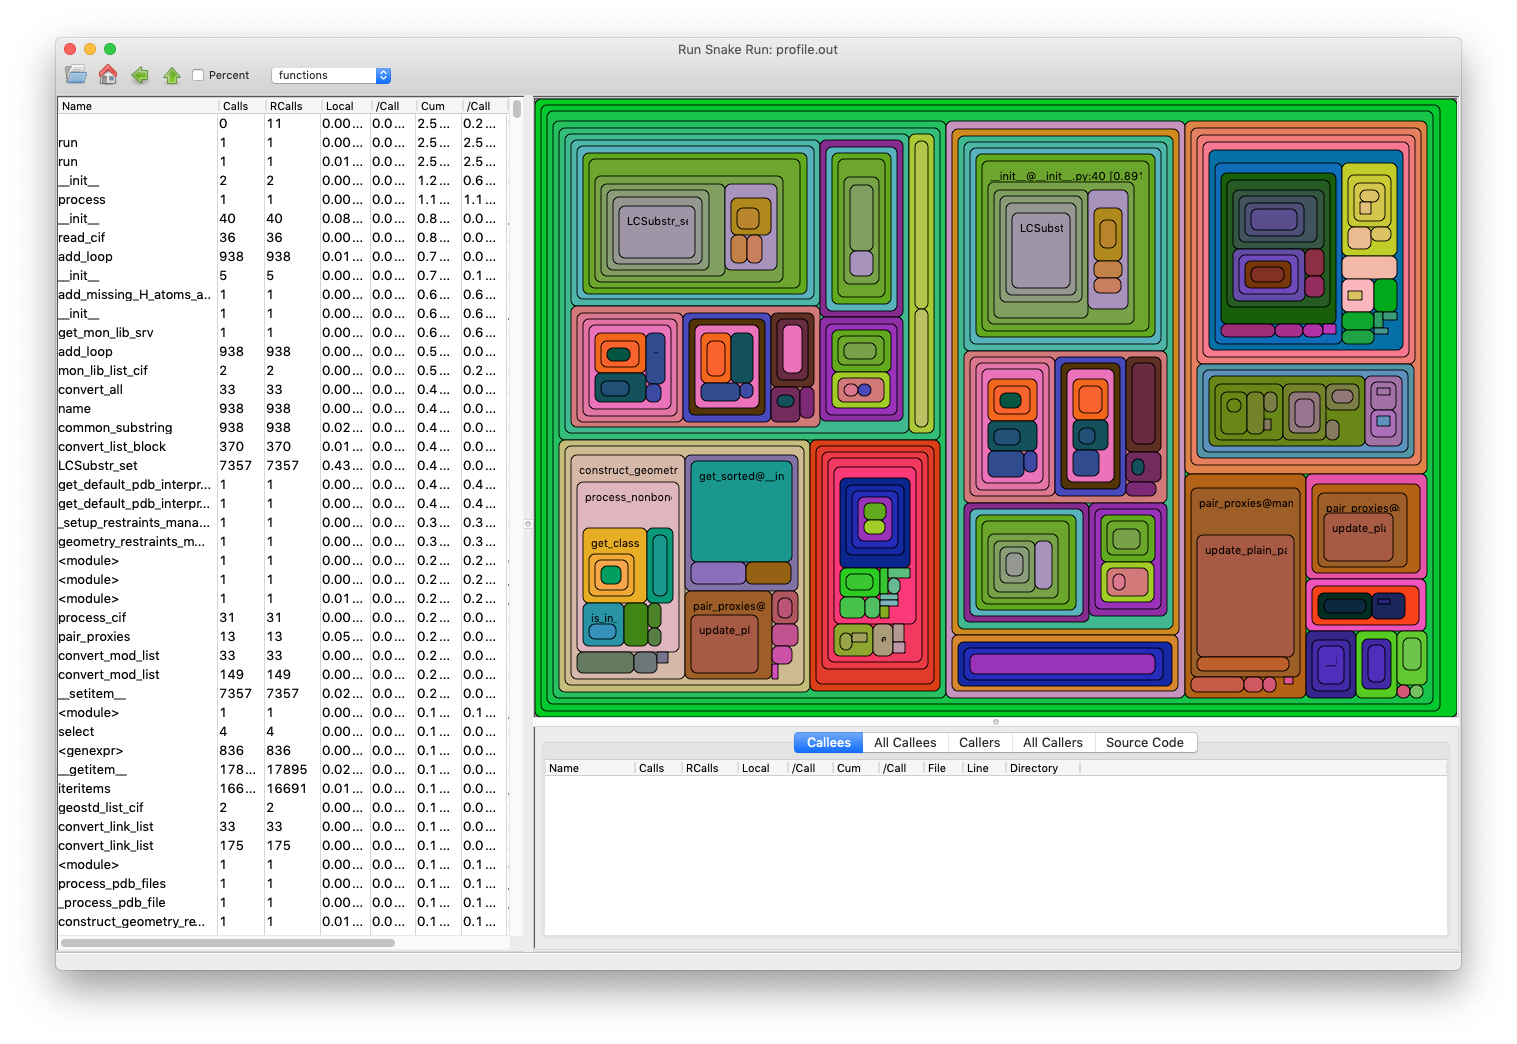 Run Snake Run: profile.out
Percent functions
Name Calls RCalls Local /Call Cum /Call
0 11 0.00... 0.0... 2.5... 0.2...
run 1 1 0.00... 0.0... 2.5... 2.5...
run 1 1 0.01... 0.0... 2.5... 2.5...
__init__ 2 2 0.00... 0.0... 1.2... 0.6...
process 1 1 0.00... 0.0... 1.1... 1.1...
__init__ 40 40 0.08... 0.0... 0.8... 0.0...
read_cif 36 36 0.00... 0.0... 0.8... 0.0...
add_loop 938 938 0.01... 0.0... 0.7... 0.0...
__init__ 5 5 0.00... 0.0... 0.7... 0.1...
add_missing_H_atoms_a... 1 1 0.00... 0.0... 0.6... 0.6...
__init__ 1 1 0.00... 0.0... 0.6... 0.6...
get_mon_lib_srv 1 1 0.00... 0.0... 0.6... 0.6...
add_loop 938 938 0.00... 0.0... 0.5... 0.0...
mon_lib_list_cif 2 2 0.00... 0.0... 0.5... 0.2...
convert_all 33 33 0.00... 0.0... 0.4... 0.0...
name 938 938 0.00... 0.0... 0.4... 0.0...
common_substring 938 938 0.02... 0.0... 0.4... 0.0...
convert_list_block 370 370 0.01... 0.0... 0.4... 0.0...
LCSubstr_set 7357 7357 0.43... 0.0... 0.4... 0.0...
get_default_pdb_interpr... 1 1 0.00... 0.0... 0.4... 0.4...
get_default_pdb_interpr... 1 1 0.00... 0.0... 0.4... 0.4...
_setup_restraints_mana... 1 1 0.00... 0.0... 0.3... 0.3...
geometry_restraints_m... 1 1 0.00... 0.0... 0.3... 0.3...
<module> 1 1 0.00... 0.0... 0.2... 0.2...
<module> 1 1 0.00... 0.0... 0.2... 0.2...
<module> 1 1 0.01... 0.0... 0.2... 0.2...
process_cif 31 31 0.00... 0.0... 0.2... 0.0...
pair_proxies 13 13 0.05... 0.0... 0.2... 0.0...
convert_mod_list 33 33 0.00... 0.0... 0.2... 0.0...
convert_mod_list 149 149 0.00... 0.0... 0.2... 0.0...
__setitem__ 7357 7357 0.02... 0.0... 0.2... 0.0...
<module> 1 1 0.00... 0.0... 0.1... 0.1...
select 4 4 0.00... 0.0... 0.1... 0.0...
<genexpr> 836 836 0.00... 0.0... 0.1... 0.0...
__getitem__ 178... 17895 0.02... 0.0... 0.1... 0.0...
iteritems 166... 16691 0.01... 0.0... 0.1... 0.0...
geostd_list_cif 2 2 0.00... 0.0... 0.1... 0.0...
convert_link_list 33 33 0.00... 0.0... 0.1... 0.0...
convert_link_list 175 175 0.00... 0.0... 0.1... 0.0...
<module> 1 1 0.00... 0.0... 0.1... 0.1...
process_pdb_files 1 1 0.00... 0.0... 0.1... 0.1...
_process_pdb_file 1 1 0.00... 0.0... 0.1... 0.1...
construct_geometry_re... 1 1 0.01... 0.0... 0.1... 0.1...
__init__@__init__.py:40 [0.891
LCSubstr_se
LCSubst
construct_geometr
process_nonbon
get_class
is_in_
get_sorted@__in
pair_proxies@
update_pl
e
pair_proxies@man
update_plain_pa
pair_proxies@
update_pla
Callees All Callees Callers All Callers Source Code
Name Calls RCalls Local /Call Cum /Call File Line Directory